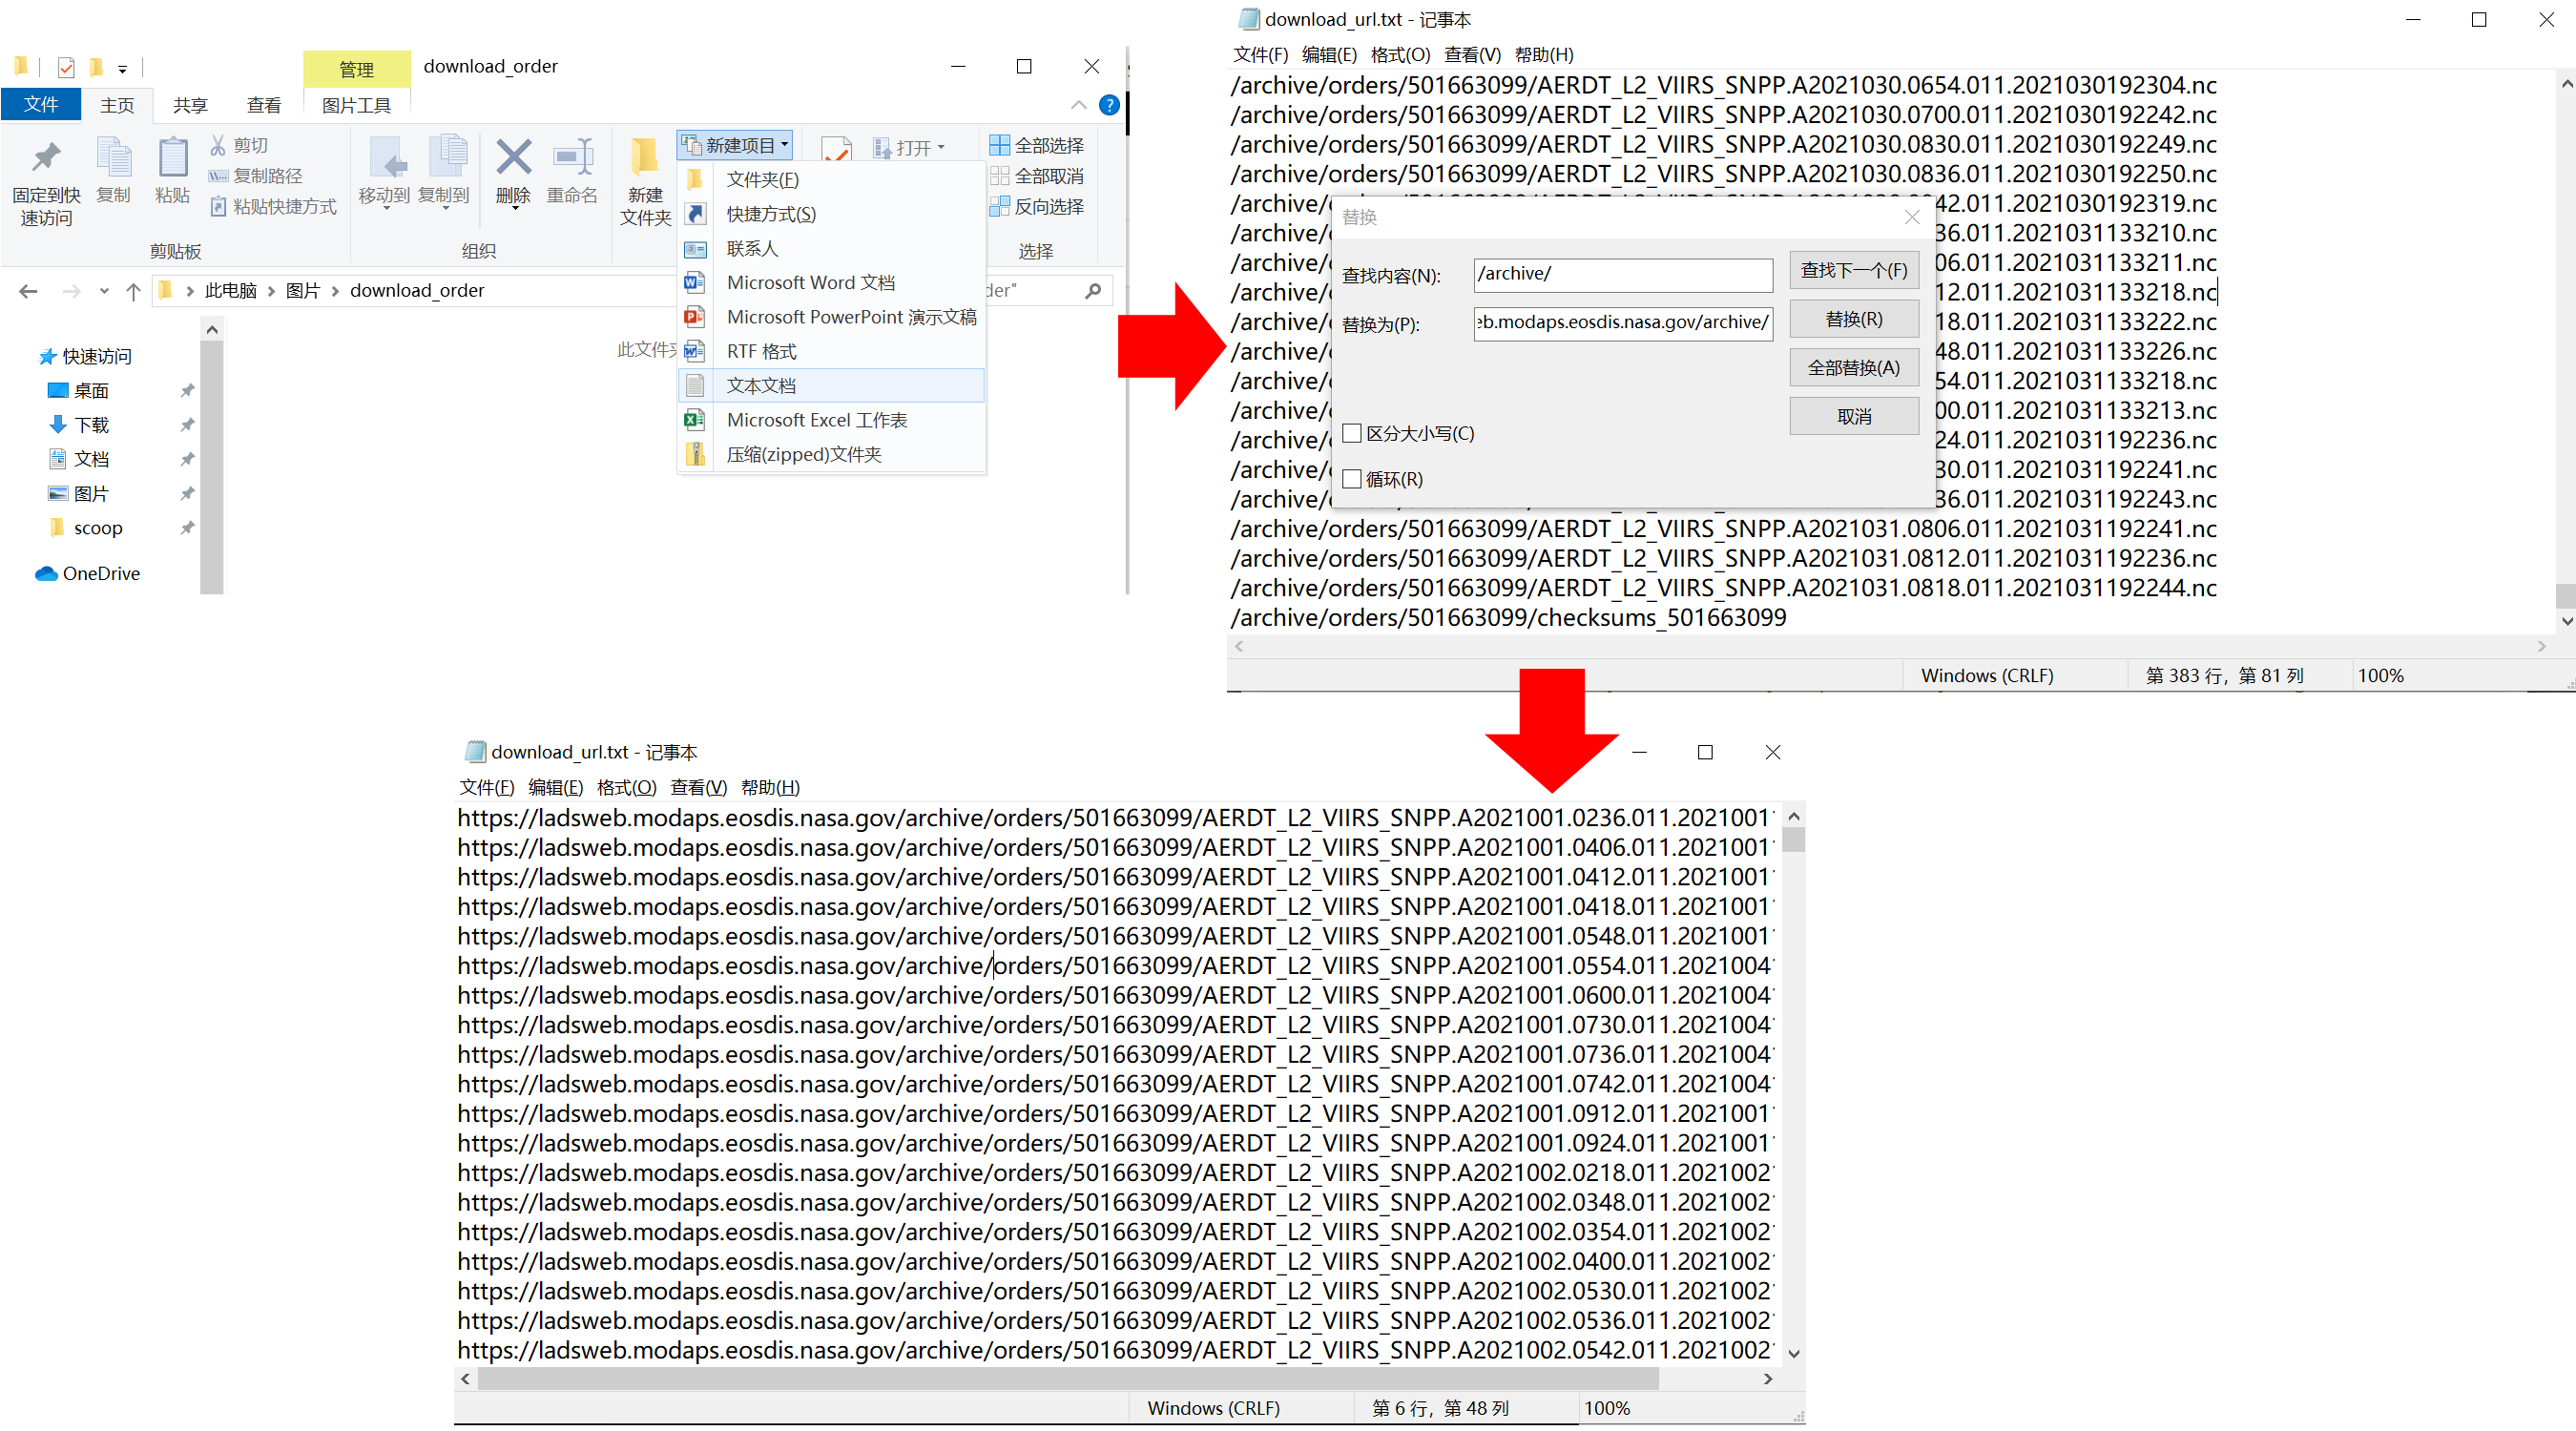 管理
download_order
文件
主页
共享
查看
图片工具
固定到快
速访问
复制
粘贴
剪切
复制路径
粘贴快捷方式
剪贴板
移动到
复制到
删除
重命名
组织
新建
文件夹
新建项目
打开
全部选择
全部取消
反向选择
选择
文件夹(F)
快捷方式(S)
联系人
Microsoft Word 文档
Microsoft PowerPoint 演示文稿
RTF 格式
文本文档
Microsoft Excel 工作表
压缩(zipped)文件夹
此电脑
图片
download_order
此文件
快速访问
桌面
下载
文档
图片
scoop
OneDrive
download_url.txt - 记事本
文件(F) 编辑(E) 格式(O) 查看(V) 帮助(H)
/archive/orders/501663099/AERDT_L2_VIIRS_SNPP.A2021030.0654.011.2021030192304.nc
/archive/orders/501663099/AERDT_L2_VIIRS_SNPP.A2021030.0700.011.2021030192242.nc
/archive/orders/501663099/AERDT_L2_VIIRS_SNPP.A2021030.0830.011.2021030192249.nc
/archive/orders/501663099/AERDT_L2_VIIRS_SNPP.A2021030.0836.011.2021030192250.nc
/archive/ 42.011.2021030192319.nc
/archive/ 36.011.2021031133210.nc
/archive/ 06.011.2021031133211.nc
/archive/ 12.011.2021031133218.nc
/archive/ 18.011.2021031133222.nc
/archive/ 48.011.2021031133226.nc
/archive/ 54.011.2021031133218.nc
/archive/ 00.011.2021031133213.nc
/archive/ 24.011.2021031192236.nc
/archive/ 30.011.2021031192241.nc
/archive/ 36.011.2021031192243.nc
/archive/orders/501663099/AERDT_L2_VIIRS_SNPP.A2021031.0806.011.2021031192241.nc
/archive/orders/501663099/AERDT_L2_VIIRS_SNPP.A2021031.0812.011.2021031192236.nc
/archive/orders/501663099/AERDT_L2_VIIRS_SNPP.A2021031.0818.011.2021031192244.nc
/archive/orders/501663099/checksums_501663099
替换
查找内容(N):
/archive/
查找下一个(F)
替换为(P):
b.modaps.eosdis.nasa.gov/archive/
替换(R)
全部替换(A)
取消
区分大小写(C)
循环(R)
Windows (CRLF)
第 383 行，第 81 列
100%
download_url.txt - 记事本
文件(F) 编辑(E) 格式(O) 查看(V) 帮助(H)
https://ladsweb.modaps.eosdis.nasa.gov/archive/orders/501663099/AERDT_L2_VIIRS_SNPP.A2021001.0236.011.2021001
https://ladsweb.modaps.eosdis.nasa.gov/archive/orders/501663099/AERDT_L2_VIIRS_SNPP.A2021001.0406.011.2021001
https://ladsweb.modaps.eosdis.nasa.gov/archive/orders/501663099/AERDT_L2_VIIRS_SNPP.A2021001.0412.011.2021001
https://ladsweb.modaps.eosdis.nasa.gov/archive/orders/501663099/AERDT_L2_VIIRS_SNPP.A2021001.0418.011.2021001
https://ladsweb.modaps.eosdis.nasa.gov/archive/orders/501663099/AERDT_L2_VIIRS_SNPP.A2021001.0548.011.2021001
https://ladsweb.modaps.eosdis.nasa.gov/archive/orders/501663099/AERDT_L2_VIIRS_SNPP.A2021001.0554.011.2021004
https://ladsweb.modaps.eosdis.nasa.gov/archive/orders/501663099/AERDT_L2_VIIRS_SNPP.A2021001.0600.011.2021004
https://ladsweb.modaps.eosdis.nasa.gov/archive/orders/501663099/AERDT_L2_VIIRS_SNPP.A2021001.0730.011.2021004
https://ladsweb.modaps.eosdis.nasa.gov/archive/orders/501663099/AERDT_L2_VIIRS_SNPP.A2021001.0736.011.2021004
https://ladsweb.modaps.eosdis.nasa.gov/archive/orders/501663099/AERDT_L2_VIIRS_SNPP.A2021001.0742.011.2021004
https://ladsweb.modaps.eosdis.nasa.gov/archive/orders/501663099/AERDT_L2_VIIRS_SNPP.A2021001.0912.011.2021001
https://ladsweb.modaps.eosdis.nasa.gov/archive/orders/501663099/AERDT_L2_VIIRS_SNPP.A2021001.0924.011.2021001
https://ladsweb.modaps.eosdis.nasa.gov/archive/orders/501663099/AERDT_L2_VIIRS_SNPP.A2021002.0218.011.2021002
https://ladsweb.modaps.eosdis.nasa.gov/archive/orders/501663099/AERDT_L2_VIIRS_SNPP.A2021002.0348.011.2021002
https://ladsweb.modaps.eosdis.nasa.gov/archive/orders/501663099/AERDT_L2_VIIRS_SNPP.A2021002.0354.011.2021002
https://ladsweb.modaps.eosdis.nasa.gov/archive/orders/501663099/AERDT_L2_VIIRS_SNPP.A2021002.0400.011.2021002
https://ladsweb.modaps.eosdis.nasa.gov/archive/orders/501663099/AERDT_L2_VIIRS_SNPP.A2021002.0530.011.2021002
https://ladsweb.modaps.eosdis.nasa.gov/archive/orders/501663099/AERDT_L2_VIIRS_SNPP.A2021002.0536.011.2021002
https://ladsweb.modaps.eosdis.nasa.gov/archive/orders/501663099/AERDT_L2_VIIRS_SNPP.A2021002.0542.011.2021002
Windows (CRLF)
第 6 行，第 48 列
100%